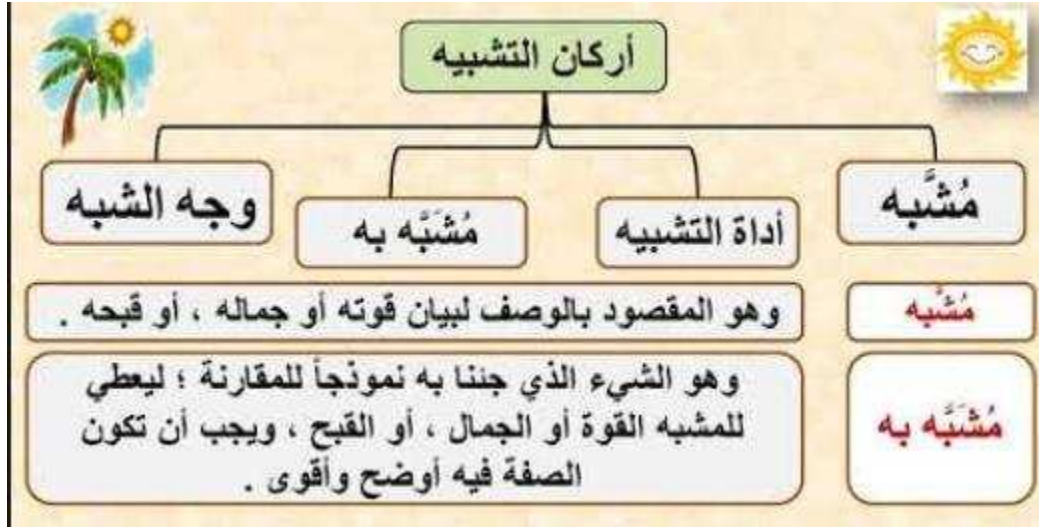 أركان التشبيه
مُشَّبه
أداة التشبيه
مُشَبَّه به
وجه الشبه
مُشَّبه
وهو المقصود بالوصف لبيان قوته أو جماله ، أو قبحه .
مُشَبَّه به
وهو الشيء الذي جئنا به نموذجاً للمقارنة ؛ ليعطي
للمشبه القوة أو الجمال ، أو القبح ، ويجب أن تكون
الصفة فيه أوضح وأقوى .